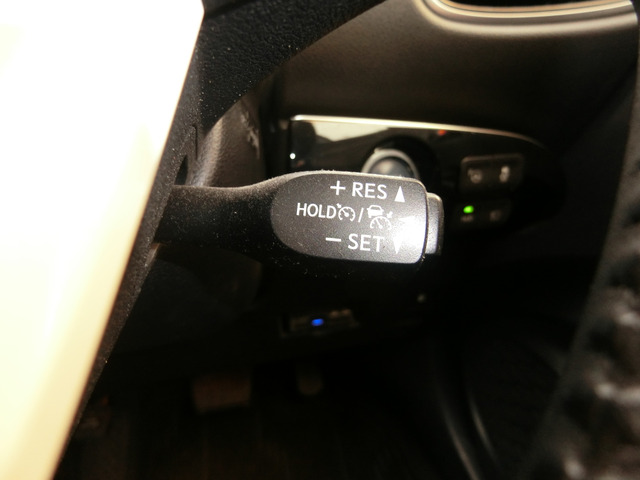 + RES ▲
HOLD /
− SET ▼